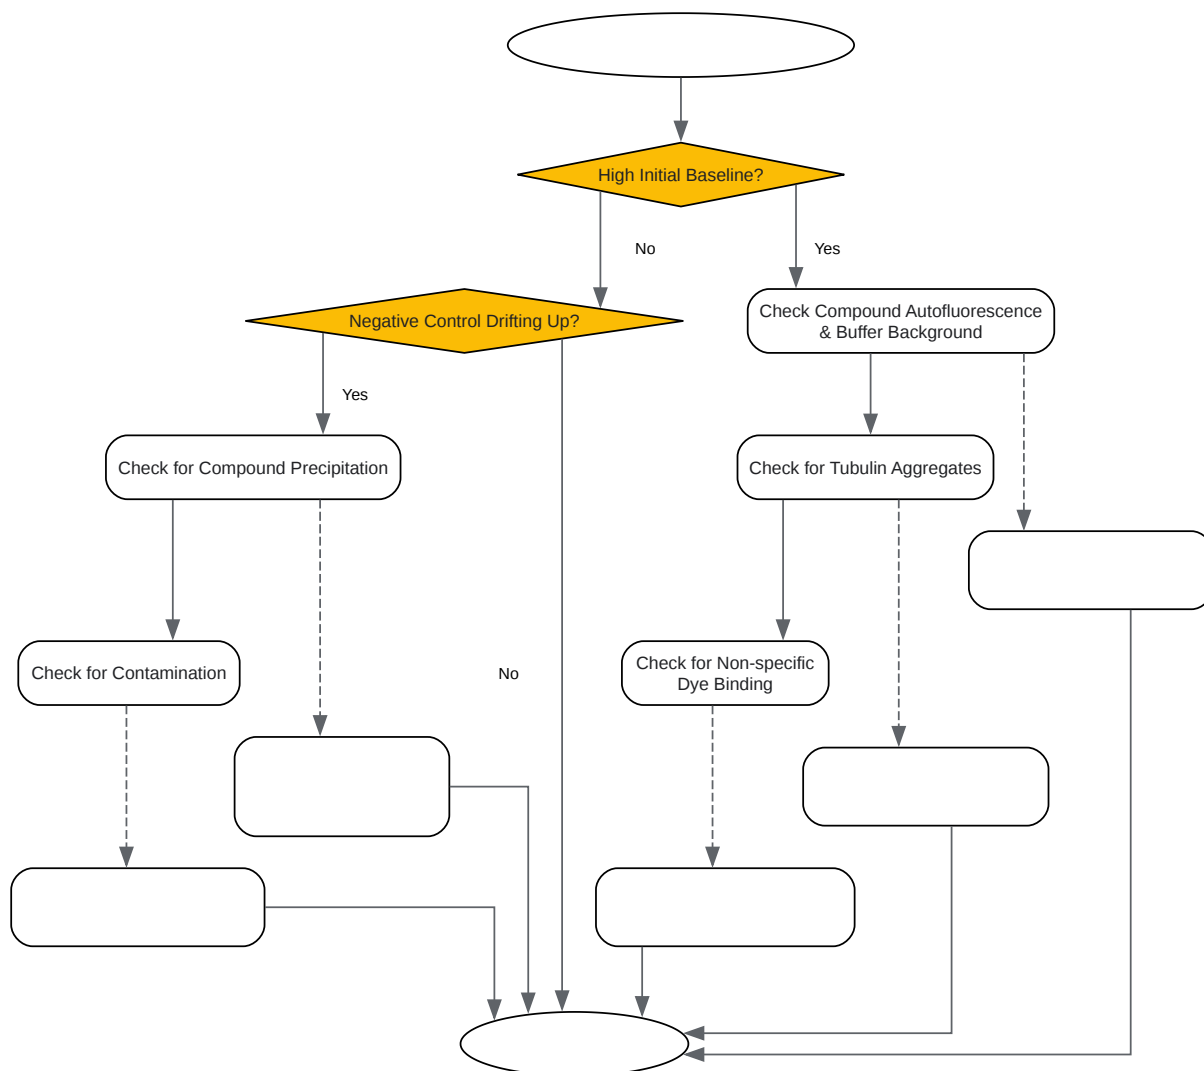 High Initial Baseline?
No
Yes
Negative Control Drifting Up?
Check Compound Autofluorescence
& Buffer Background
Yes
Check for Compound Precipitation
Check for Tubulin Aggregates
Check for Contamination
No
Check for Non-specific
Dye Binding